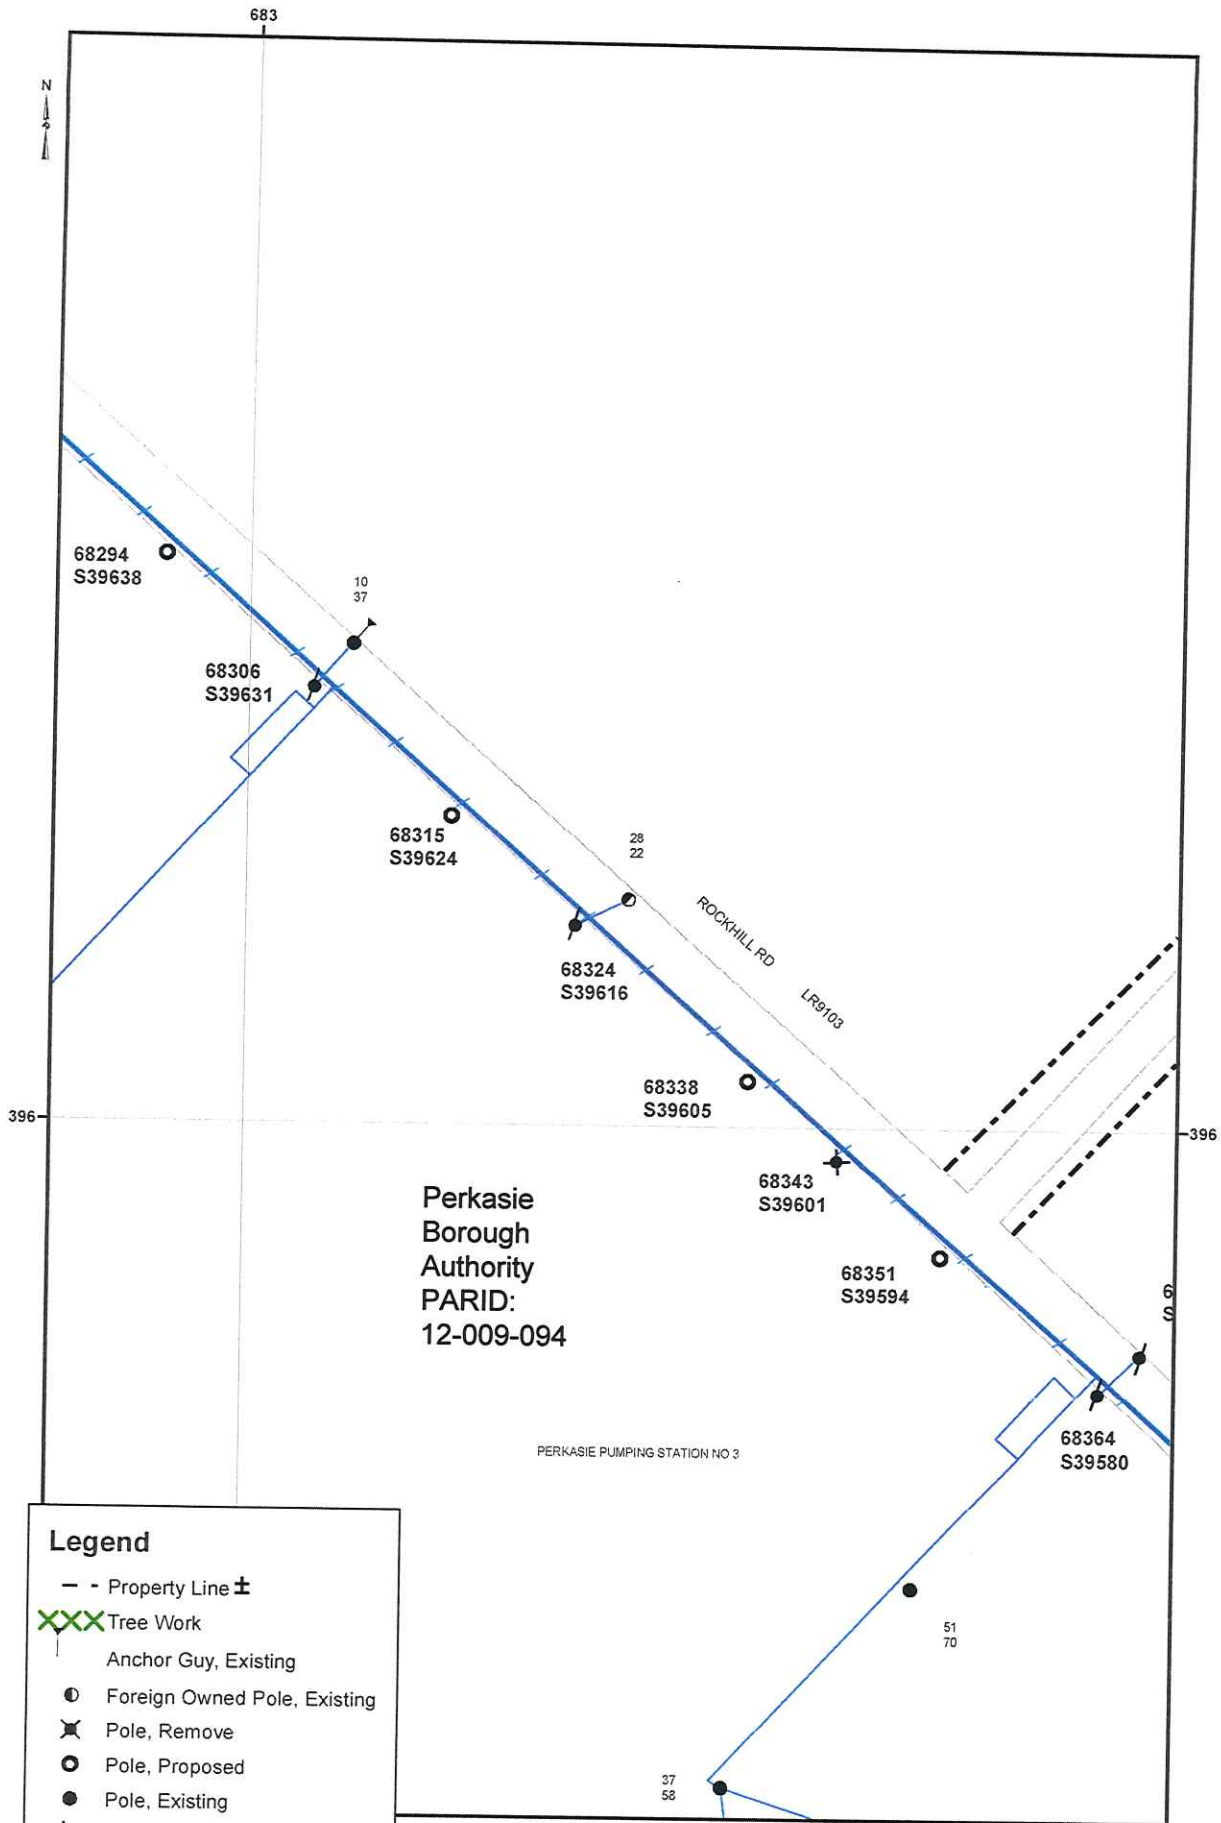 683
N
68294
S39638
10
37
68306
S39631
68315
S39624
28
22
ROCKHILL RD
LR9103
68324
S39616
68338
S39605
396
396
68343
S39601
Perkasie
Borough
Authority
PARID:
12-009-094
68351
S39594
6
S
68364
S39580
PERKASIE PUMPING STATION NO 3
51
70
37
58
Legend
Property Line ±
Tree Work
Anchor Guy, Existing
Foreign Owned Pole, Existing
Pole, Remove
Pole, Proposed
Pole, Existing